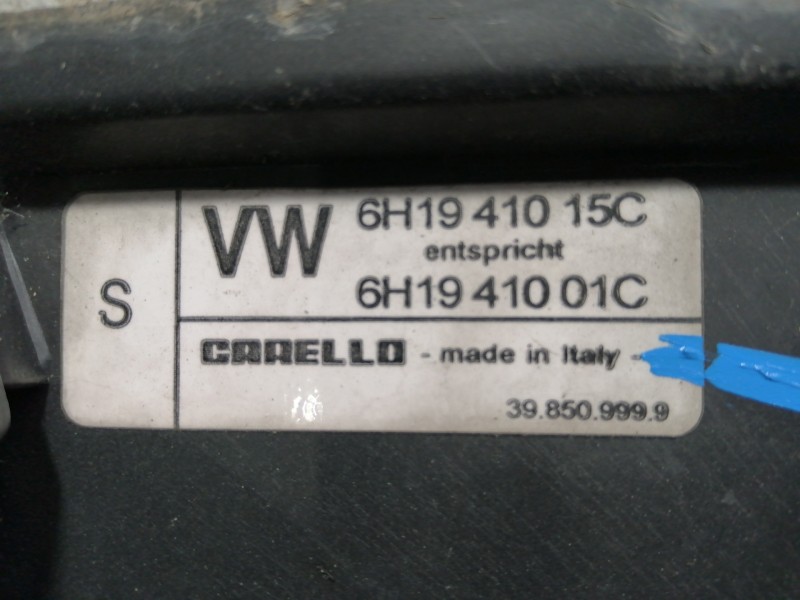 S
VW
6H19 410 15C
entspricht
6H19 410 01C
CARELLO - made in Italy -
39.850.999.9